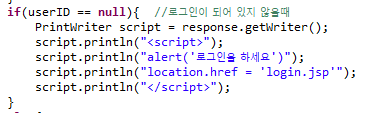 if(userID == null){  //로그인이 되어 있지 않을때
PrintWriter script = response.getWriter();
script.println("<script>");
script.println("alert('로그인을 하세요')");
script.println("location.href = 'login.jsp'");
script.println("</script>");
}